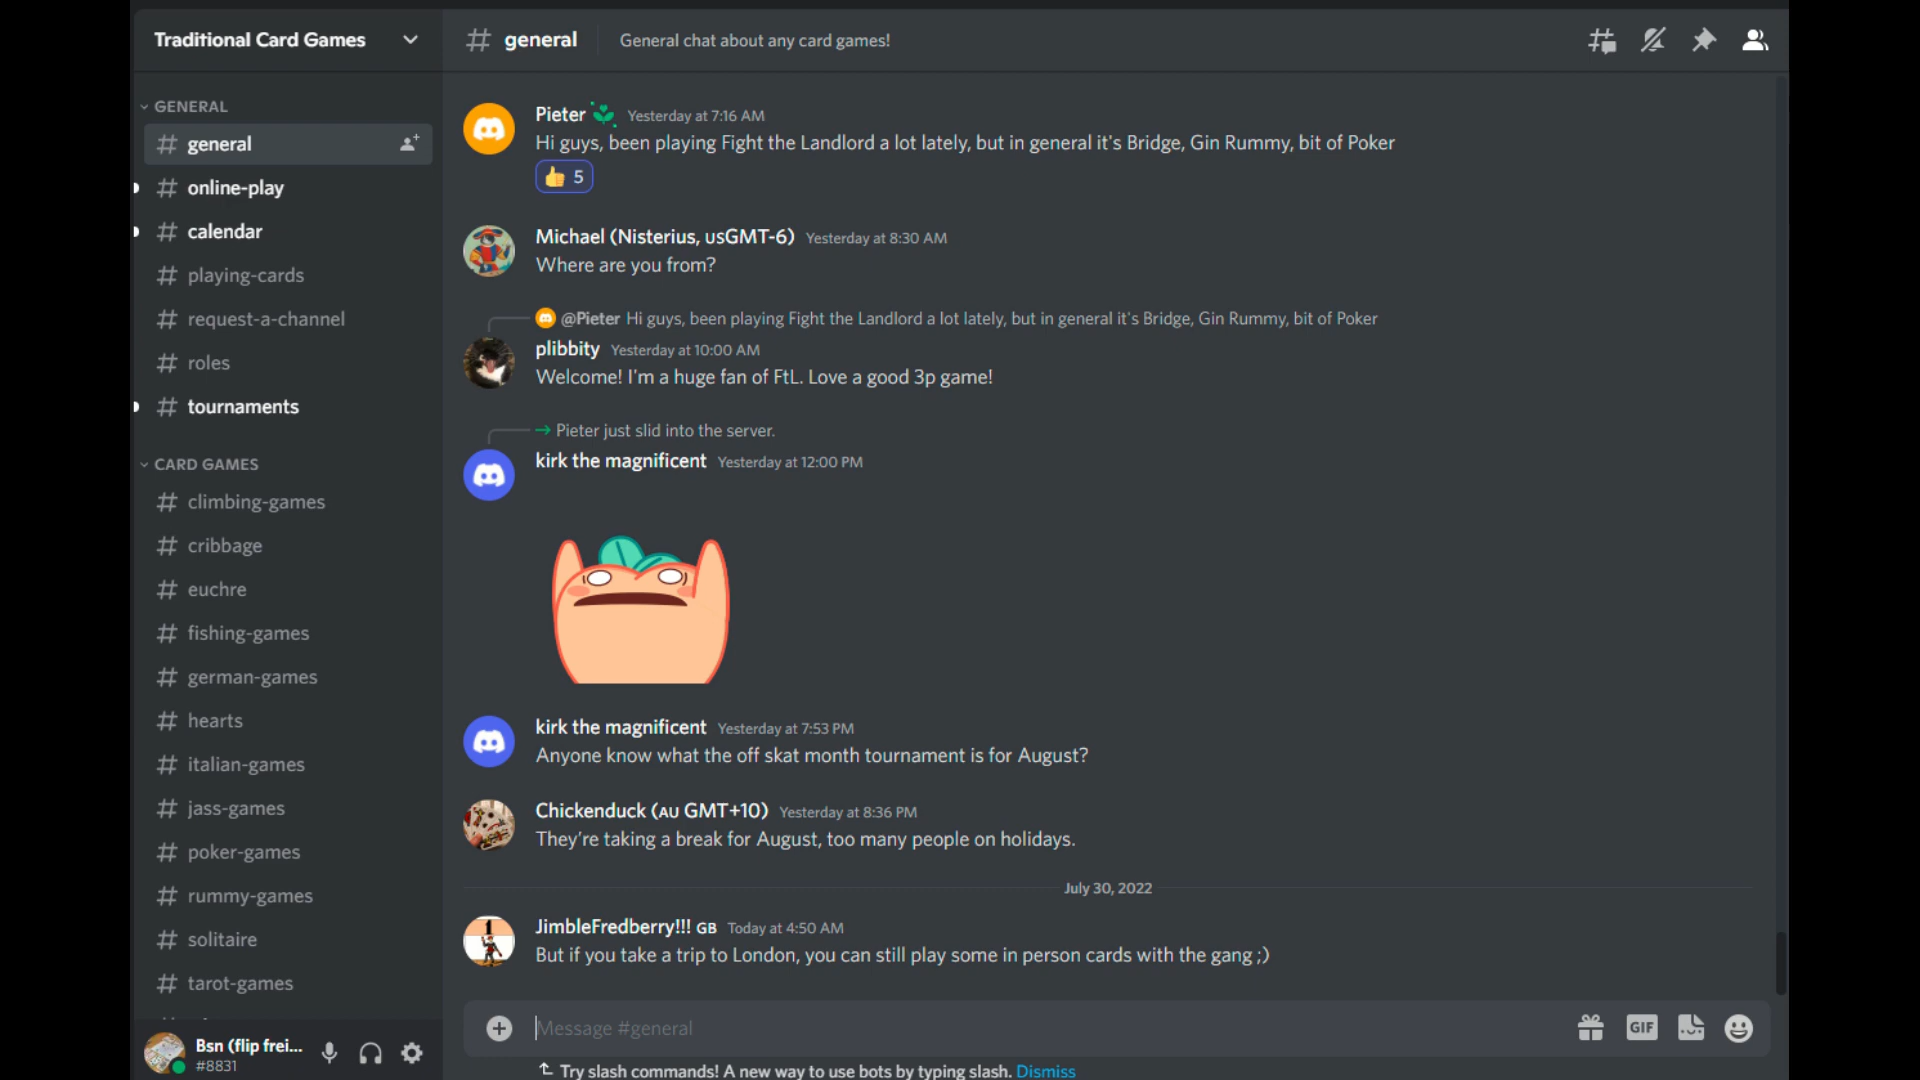 Traditional Card Games
GENERAL
general
online-play
calendar
playing-cards
request-a-channel
roles
tournaments
CARD GAMES
climbing-games
cribbage
euchre
fishing-games
german-games
hearts
italian-games
jass-games
poker-games
rummy-games
solitaire
tarot-games
Bsn (flip frei...
#8831
# general General chat about any card games!
Pieter Yesterday at 7:16 AM
Hi guys, been playing Fight the Landlord a lot lately, but in general it's Bridge, Gin Rummy, bit of Poker
5
Michael (Nisterius, usGMT-6) Yesterday at 8:30 AM
Where are you from?
@Pieter Hi guys, been playing Fight the Landlord a lot lately, but in general it's Bridge, Gin Rummy, bit of Poker
plibbity Yesterday at 10:00 AM
Welcome! I'm a huge fan of FtL. Love a good 3p game!
Pieter just slid into the server.
kirk the magnificent Yesterday at 12:00 PM
kirk the magnificent Yesterday at 7:53 PM
Anyone know what the off skat month tournament is for August?
Chickenduck (AU GMT+10) Yesterday at 8:36 PM
They're taking a break for August, too many people on holidays.
July 30, 2022
JimbleFredberry!!! GB Today at 4:50 AM
But if you take a trip to London, you can still play some in person cards with the gang ;)
Message #general
GIF
Try slash commands! A new way to use bots by typing slash. Dismiss